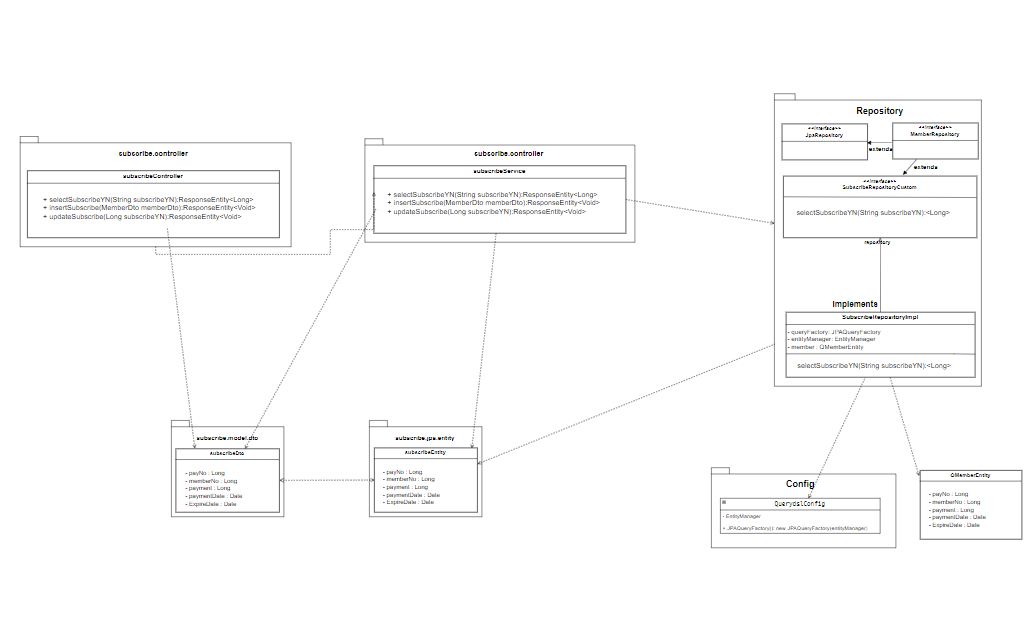 subscribe.controller
subscribeController
+ selectSubscribeYN(String subscribeYN):ResponseEntity<Long>
+ insertSubscribe(MemberDto memberDto):ResponseEntity<Void>
+ updateSubscribe(Long subscribeYN):ResponseEntity<Void>
subscribe.controller
subscribeService
+ selectSubscribeYN(String subscribeYN):ResponseEntity<Long>
+ insertSubscribe(MemberDto memberDto):ResponseEntity<Void>
+ updateSubscribe(Long subscribeYN):ResponseEntity<Void>
Repository
<<interface>>
JpaRepository
<<interface>>
MemberRepository
extends
extends
<<interface>>
SubscribeRepositoryCustom
selectSubscribeYN(String subscribeYN):<Long>
repository
Implements
SubscribeRepositoryImpl
- queryFactory: JPAQueryFactory
- entityManager: EntityManager
- member : QMemberEntity
selectSubscribeYN(String subscribeYN):<Long>
subscribe.model.dto
subscribeDto
- payNo : Long
- memberNo : Long
- payment : Long
- paymentDate : Date
- ExpireDate : Date
subscribe.jpa.entity
subscribeEntity
- payNo : Long
- memberNo : Long
- payment : Long
- paymentDate : Date
- ExpireDate : Date
Config
QuerydslConfig
- EntityManager
+ JPAQueryFactory(): new JPAQueryFactory(entityManager)
QMemberEntity
- payNo : Long
- memberNo : Long
- payment : Long
- paymentDate : Date
- ExpireDate : Date